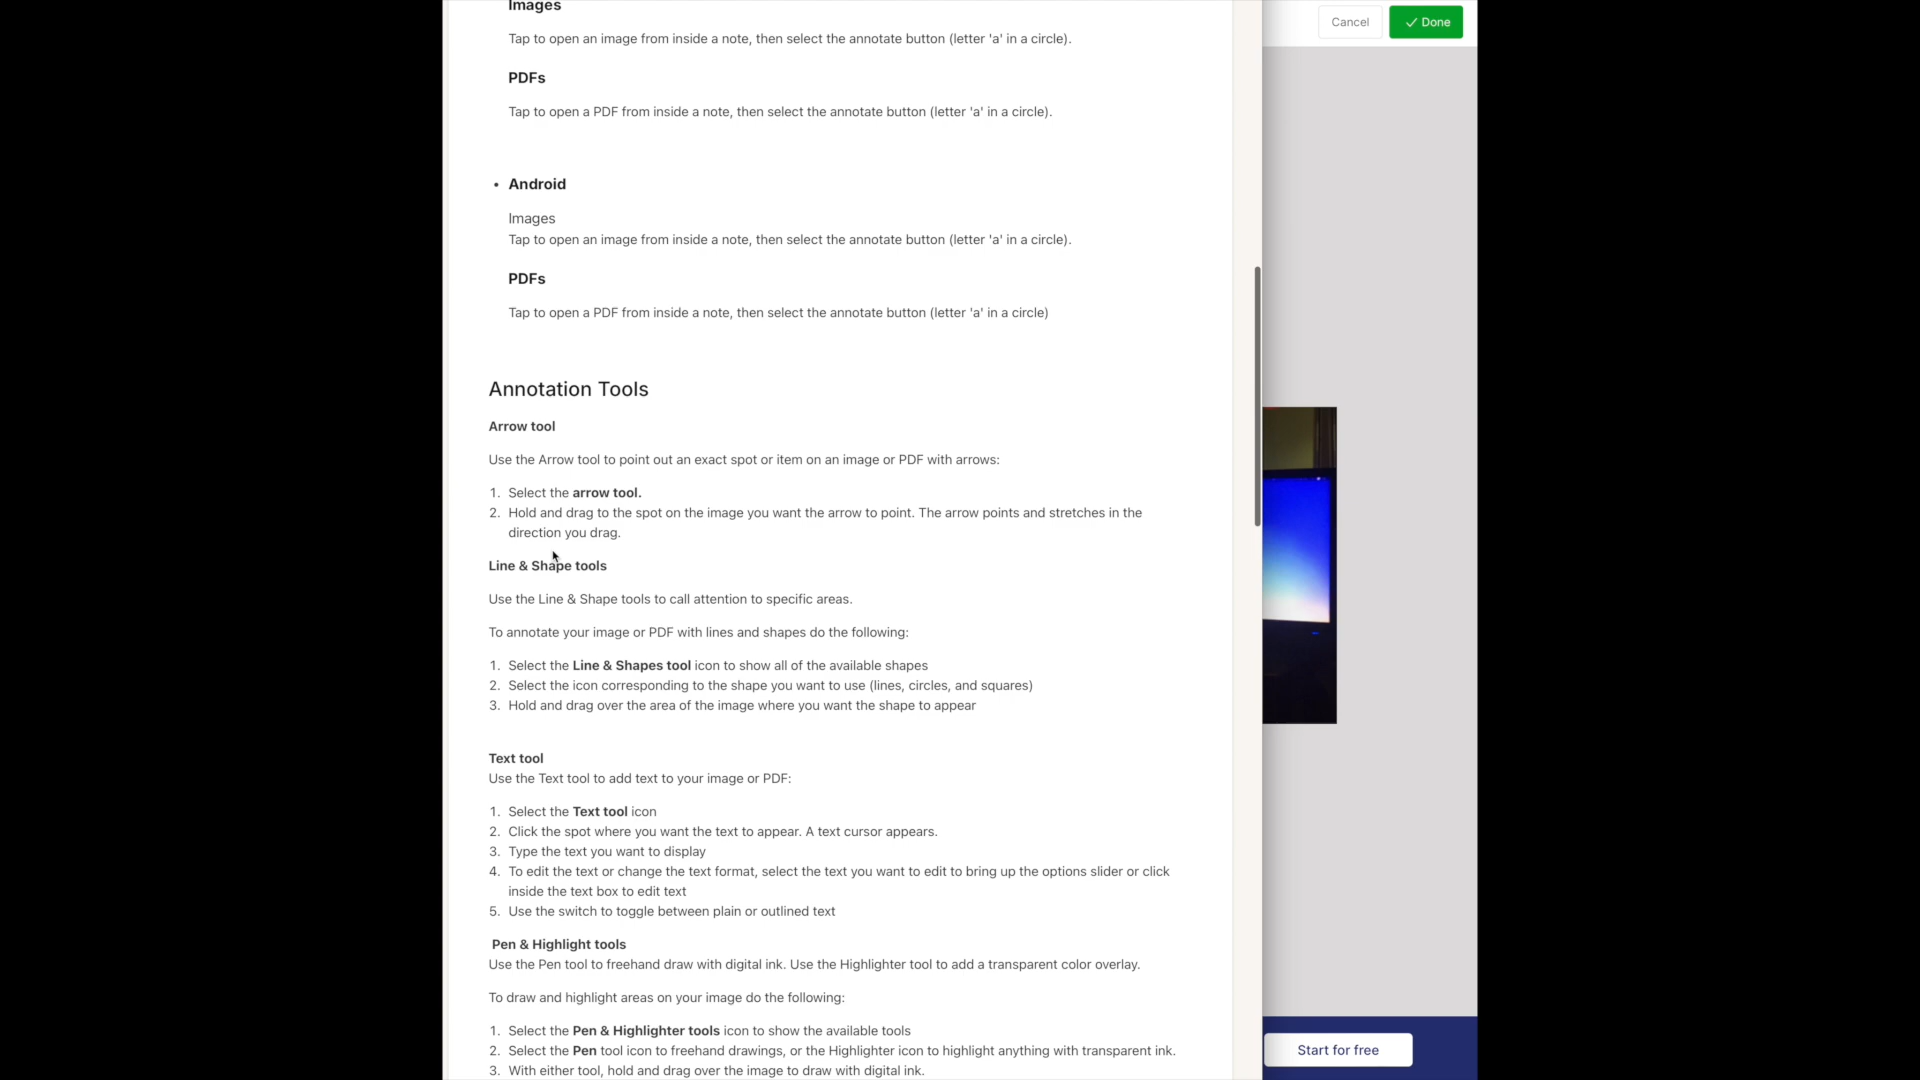 Images
Cancel
✓ Done
Tap to open an image from inside a note, then select the annotate button (letter 'a' in a circle).
PDFs
Tap to open a PDF from inside a note, then select the annotate button (letter 'a' in a circle).
• Android
Images
Tap to open an image from inside a note, then select the annotate button (letter 'a' in a circle).
PDFs
Tap to open a PDF from inside a note, then select the annotate button (letter 'a' in a circle)
Annotation Tools
Arrow tool
Use the Arrow tool to point out an exact spot or item on an image or PDF with arrows:
1. Select the arrow tool.
2. Hold and drag to the spot on the image you want the arrow to point. The arrow points and stretches in the
direction you drag.
Line & Shape tools
Use the Line & Shape tools to call attention to specific areas.
To annotate your image or PDF with lines and shapes do the following:
1. Select the Line & Shapes tool icon to show all of the available shapes
2. Select the icon corresponding to the shape you want to use (lines, circles, and squares)
3. Hold and drag over the area of the image where you want the shape to appear
Text tool
Use the Text tool to add text to your image or PDF:
1. Select the Text tool icon
2. Click the spot where you want the text to appear. A text cursor appears.
3. Type the text you want to display
4. To edit the text or change the text format, select the text you want to edit to bring up the options slider or click
inside the text box to edit text
5. Use the switch to toggle between plain or outlined text
Pen & Highlight tools
Use the Pen tool to freehand draw with digital ink. Use the Highlighter tool to add a transparent color overlay.
To draw and highlight areas on your image do the following:
1. Select the Pen & Highlighter tools icon to show the available tools
2. Select the Pen tool icon to freehand drawings, or the Highlighter icon to highlight anything with transparent ink.
3. With either tool, hold and drag over the image to draw with digital ink.
Start for free